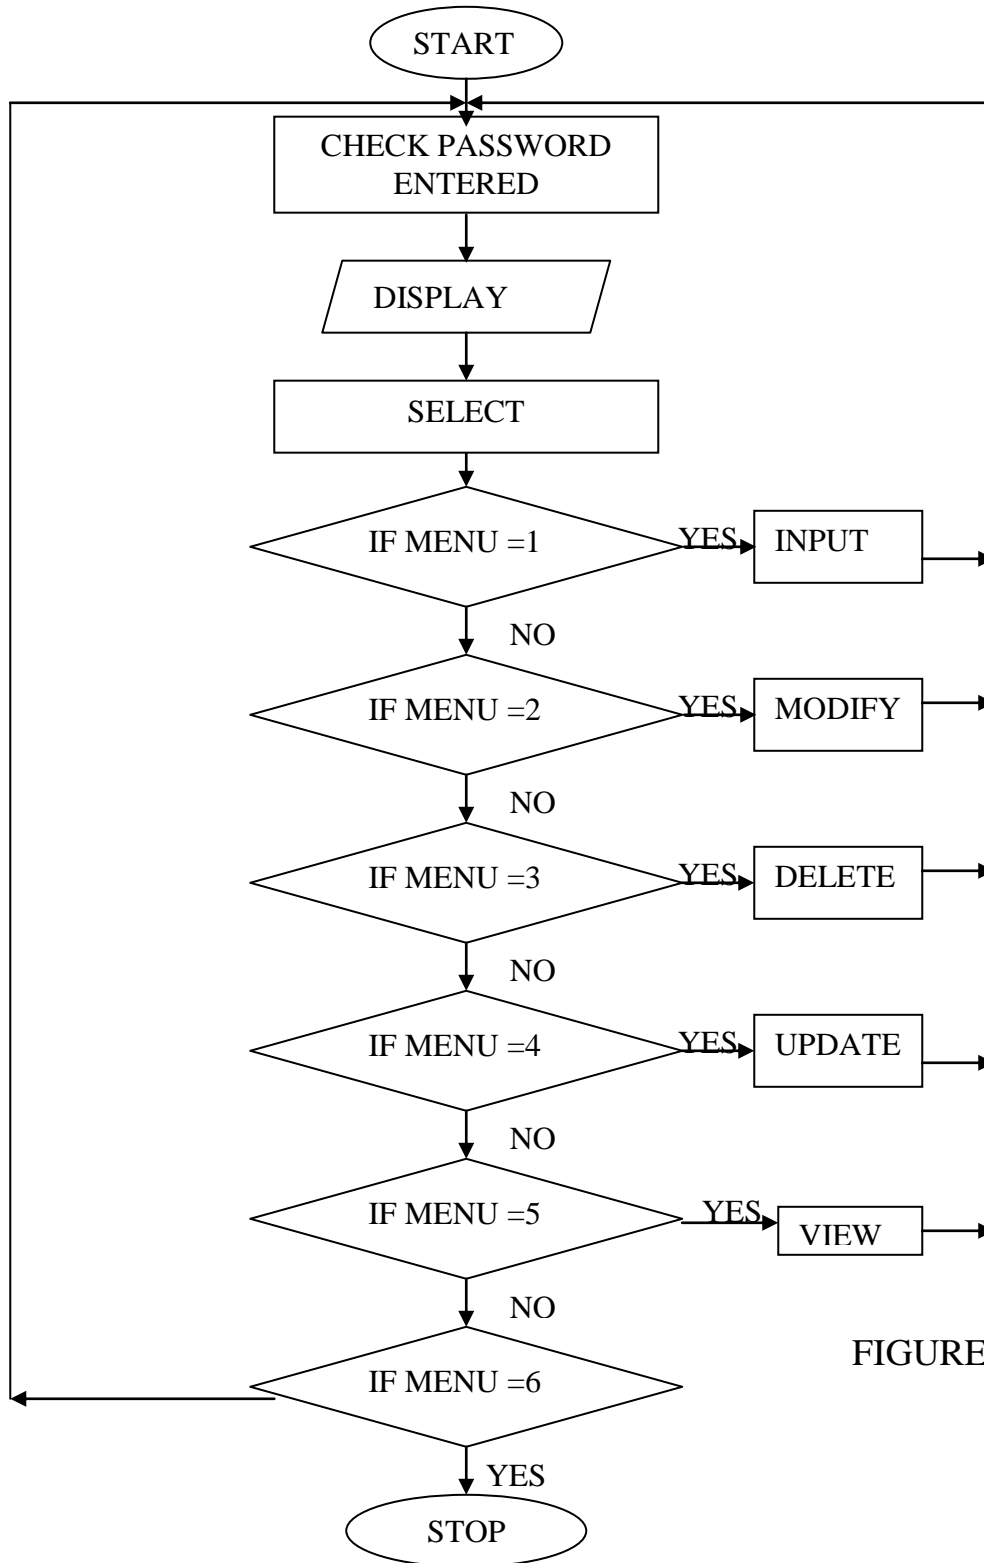 START
CHECK PASSWORD
ENTERED
DISPLAY
SELECT
IF MENU =1
YES
INPUT
NO
IF MENU =2
YES
MODIFY
NO
IF MENU =3
YES
DELETE
NO
IF MENU =4
YES
UPDATE
NO
IF MENU =5
YES
VIEW
NO
FIGURE
IF MENU =6
YES
STOP